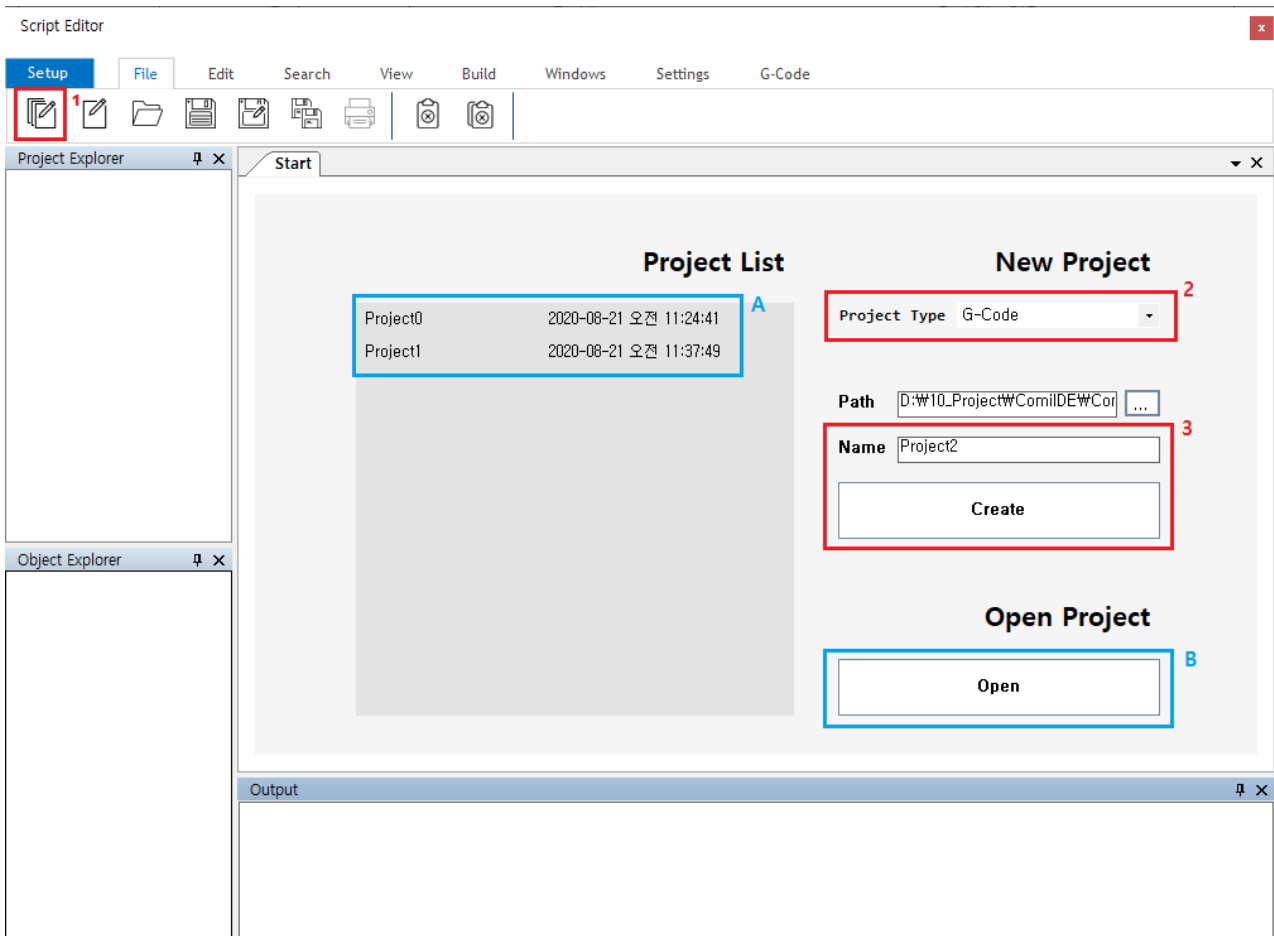 Script Editor
x
Setup File Edit Search View Build Windows Settings G-Code
1
Project Explorer
Start
Project List
A
Project0 2020-08-21 오전 11:24:41
Project1 2020-08-21 오전 11:37:49
New Project
2
Project Type G-Code
Path D:₩10_Project₩ComiIDE₩Cor ...
3
Name Project2
Create
Open Project
B
Open
Object Explorer
Output